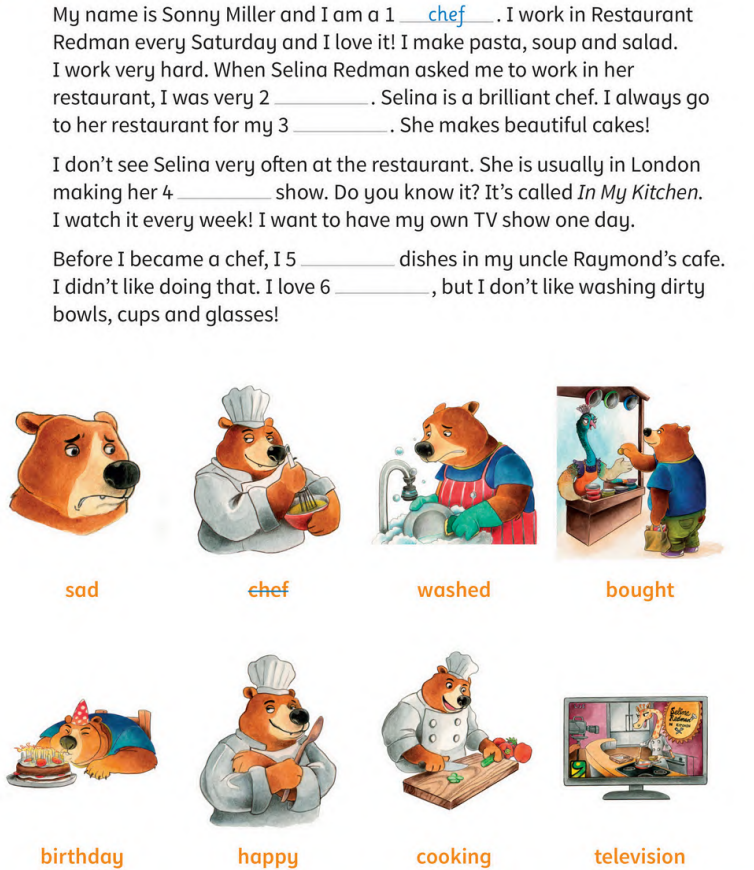 My name is Sonny Miller and I am a 1 chef . I work in Restaurant
Redman every Saturday and I love it! I make pasta, soup and salad.
I work very hard. When Selina Redman asked me to work in her
restaurant, I was very 2 __________ . Selina is a brilliant chef. I always go
to her restaurant for my 3 __________ . She makes beautiful cakes!
I don’t see Selina very often at the restaurant. She is usually in London
making her 4 __________ show. Do you know it? It’s called In My Kitchen.
I watch it every week! I want to have my own TV show one day.
Before I became a chef, I 5 __________ dishes in my uncle Raymond’s cafe.
I didn’t like doing that. I love 6 __________ , but I don’t like washing dirty
bowls, cups and glasses!
sad
chef
washed
bought
Selina
Redman
birthday
happy
cooking
television